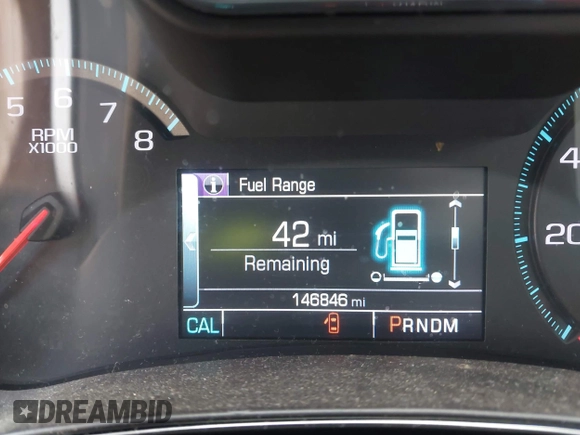 5 6 7 8
RPM
X1000
Fuel Range
42 mi
Remaining
146846 mi
CAL
PRNDM
4
20
DREAMBID